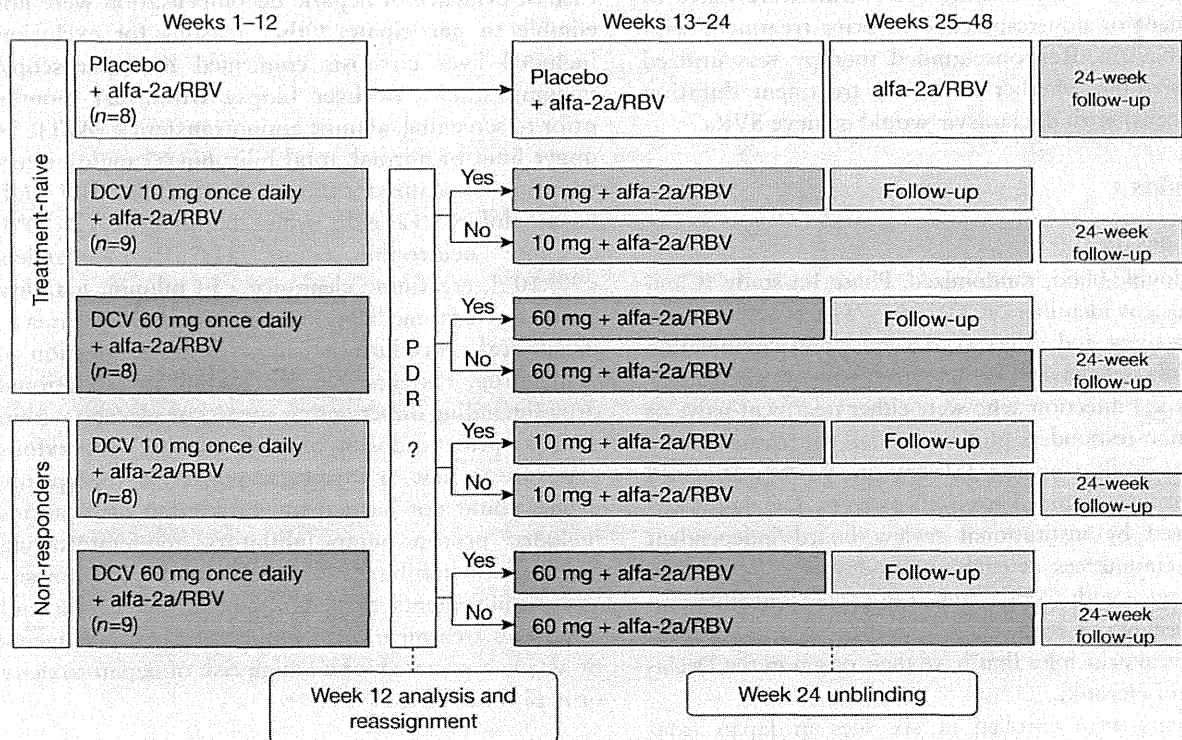 Weeks 1–12
Weeks 13–24
Weeks 25–48
Treatment-naive
Placebo
+ alfa-2a/RBV
(n=8)
Placebo
+ alfa-2a/RBV
alfa-2a/RBV
24-week
follow-up
DCV 10 mg once daily
+ alfa-2a/RBV
(n=9)
Yes
10 mg + alfa-2a/RBV
Follow-up
No
10 mg + alfa-2a/RBV
24-week
follow-up
DCV 60 mg once daily
+ alfa-2a/RBV
(n=8)
P
D
R
?
Yes
60 mg + alfa-2a/RBV
Follow-up
No
60 mg + alfa-2a/RBV
24-week
follow-up
Non-responders
DCV 10 mg once daily
+ alfa-2a/RBV
(n=8)
Yes
10 mg + alfa-2a/RBV
Follow-up
No
10 mg + alfa-2a/RBV
24-week
follow-up
DCV 60 mg once daily
+ alfa-2a/RBV
(n=9)
Yes
60 mg + alfa-2a/RBV
Follow-up
No
60 mg + alfa-2a/RBV
24-week
follow-up
Week 12 analysis and
reassignment
Week 24 unblinding